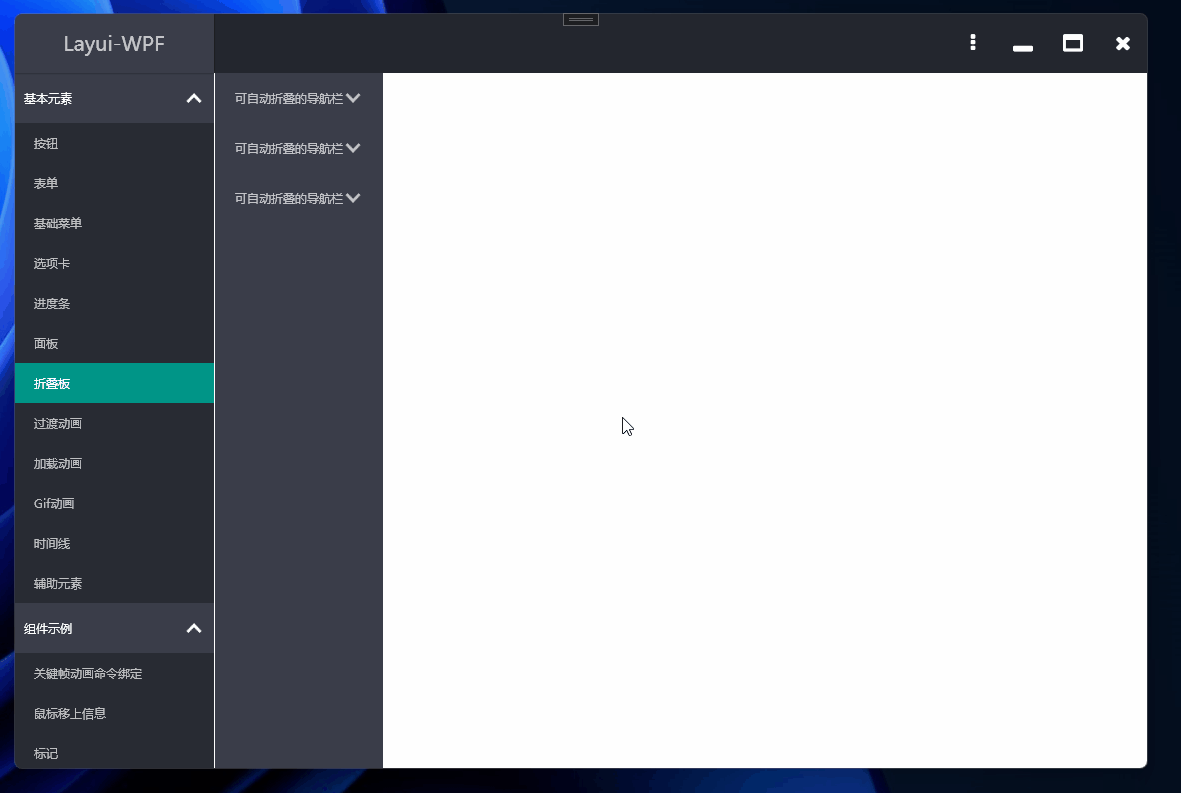 Layui-WPF
基本元素
按钮
表单
基础菜单
选项卡
进度条
面板
折叠板
过渡动画
加载动画
Gif动画
时间线
辅助元素
组件示例
关键帧动画命令绑定
鼠标移上信息
标记
可自动折叠的导航栏
可自动折叠的导航栏
可自动折叠的导航栏